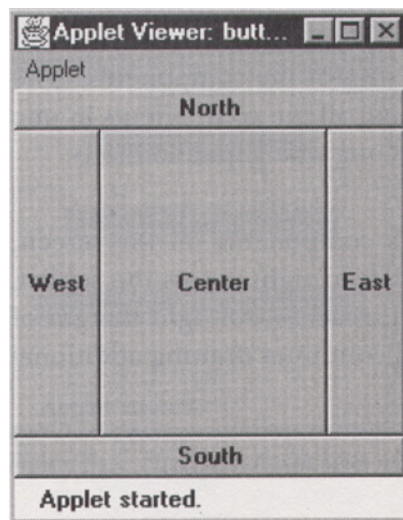 Applet Viewer: butt...
Applet
North
West Center East
South
Applet started.